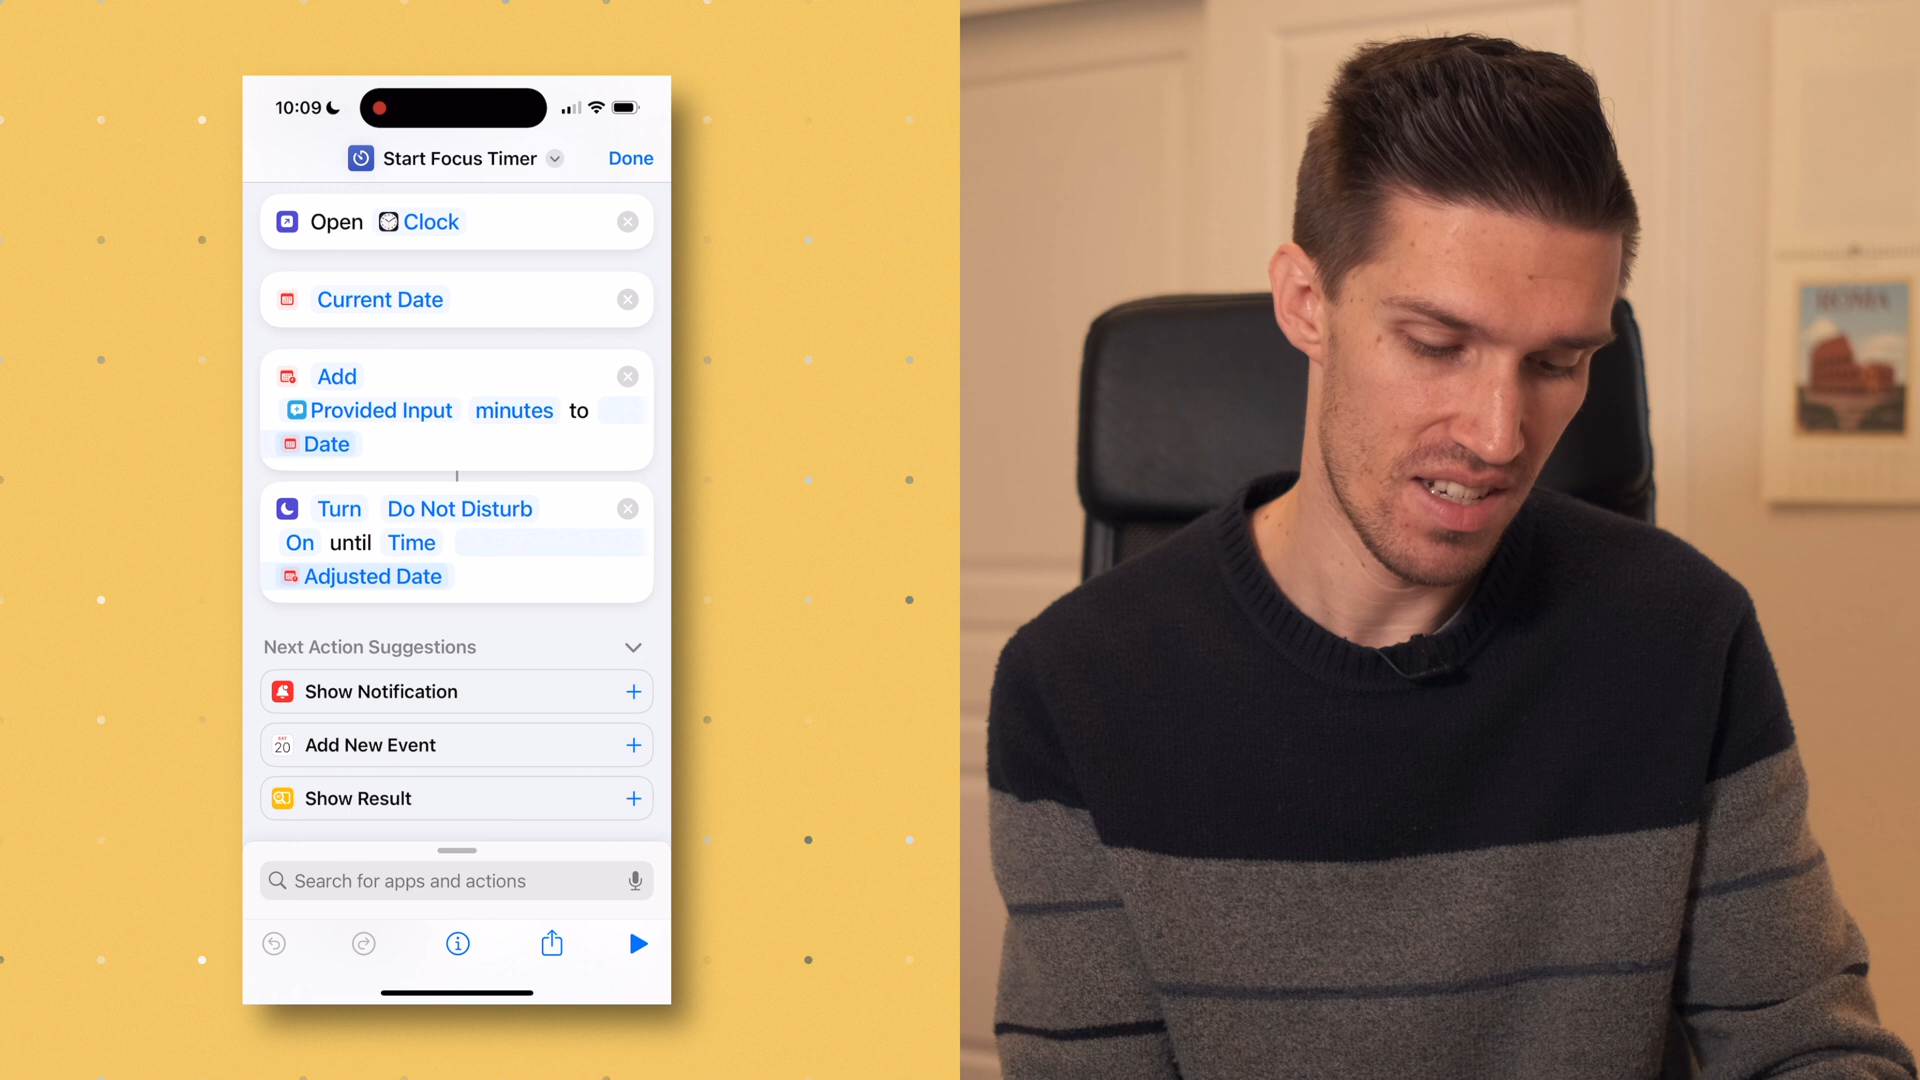 10:09
Start Focus Timer
Done
Open Clock
Current Date
Add
Provided Input minutes to
Date
Turn Do Not Disturb
On until Time
Adjusted Date
Next Action Suggestions
Show Notification
20
Add New Event
Show Result
Search for apps and actions
ROMA